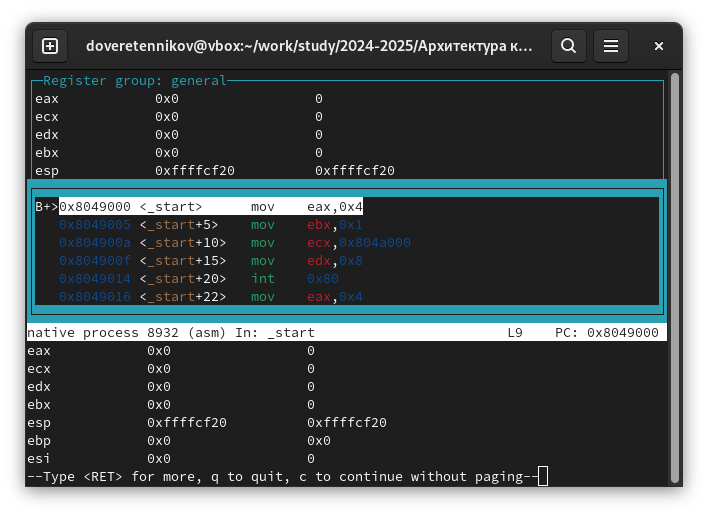 doveretennikov@vbox:~/work/study/2024-2025/Архитектура к...
Register group: general
eax 0x0 0
ecx 0x0 0
edx 0x0 0
ebx 0x0 0
esp 0xffffcf20 0xffffcf20
B+>0x8049000 <_start> mov eax,0x4
0x8049005 <_start+5> mov ebx,0x1
0x804900a <_start+10> mov ecx,0x804a000
0x804900f <_start+15> mov edx,0x8
0x8049014 <_start+20> int 0x80
0x8049016 <_start+22> mov eax,0x4
native process 8932 (asm) In: _start L9 PC: 0x8049000
eax 0x0 0
ecx 0x0 0
edx 0x0 0
ebx 0x0 0
esp 0xffffcf20 0xffffcf20
ebp 0x0 0x0
esi 0x0 0
--Type <RET> for more, q to quit, c to continue without paging--